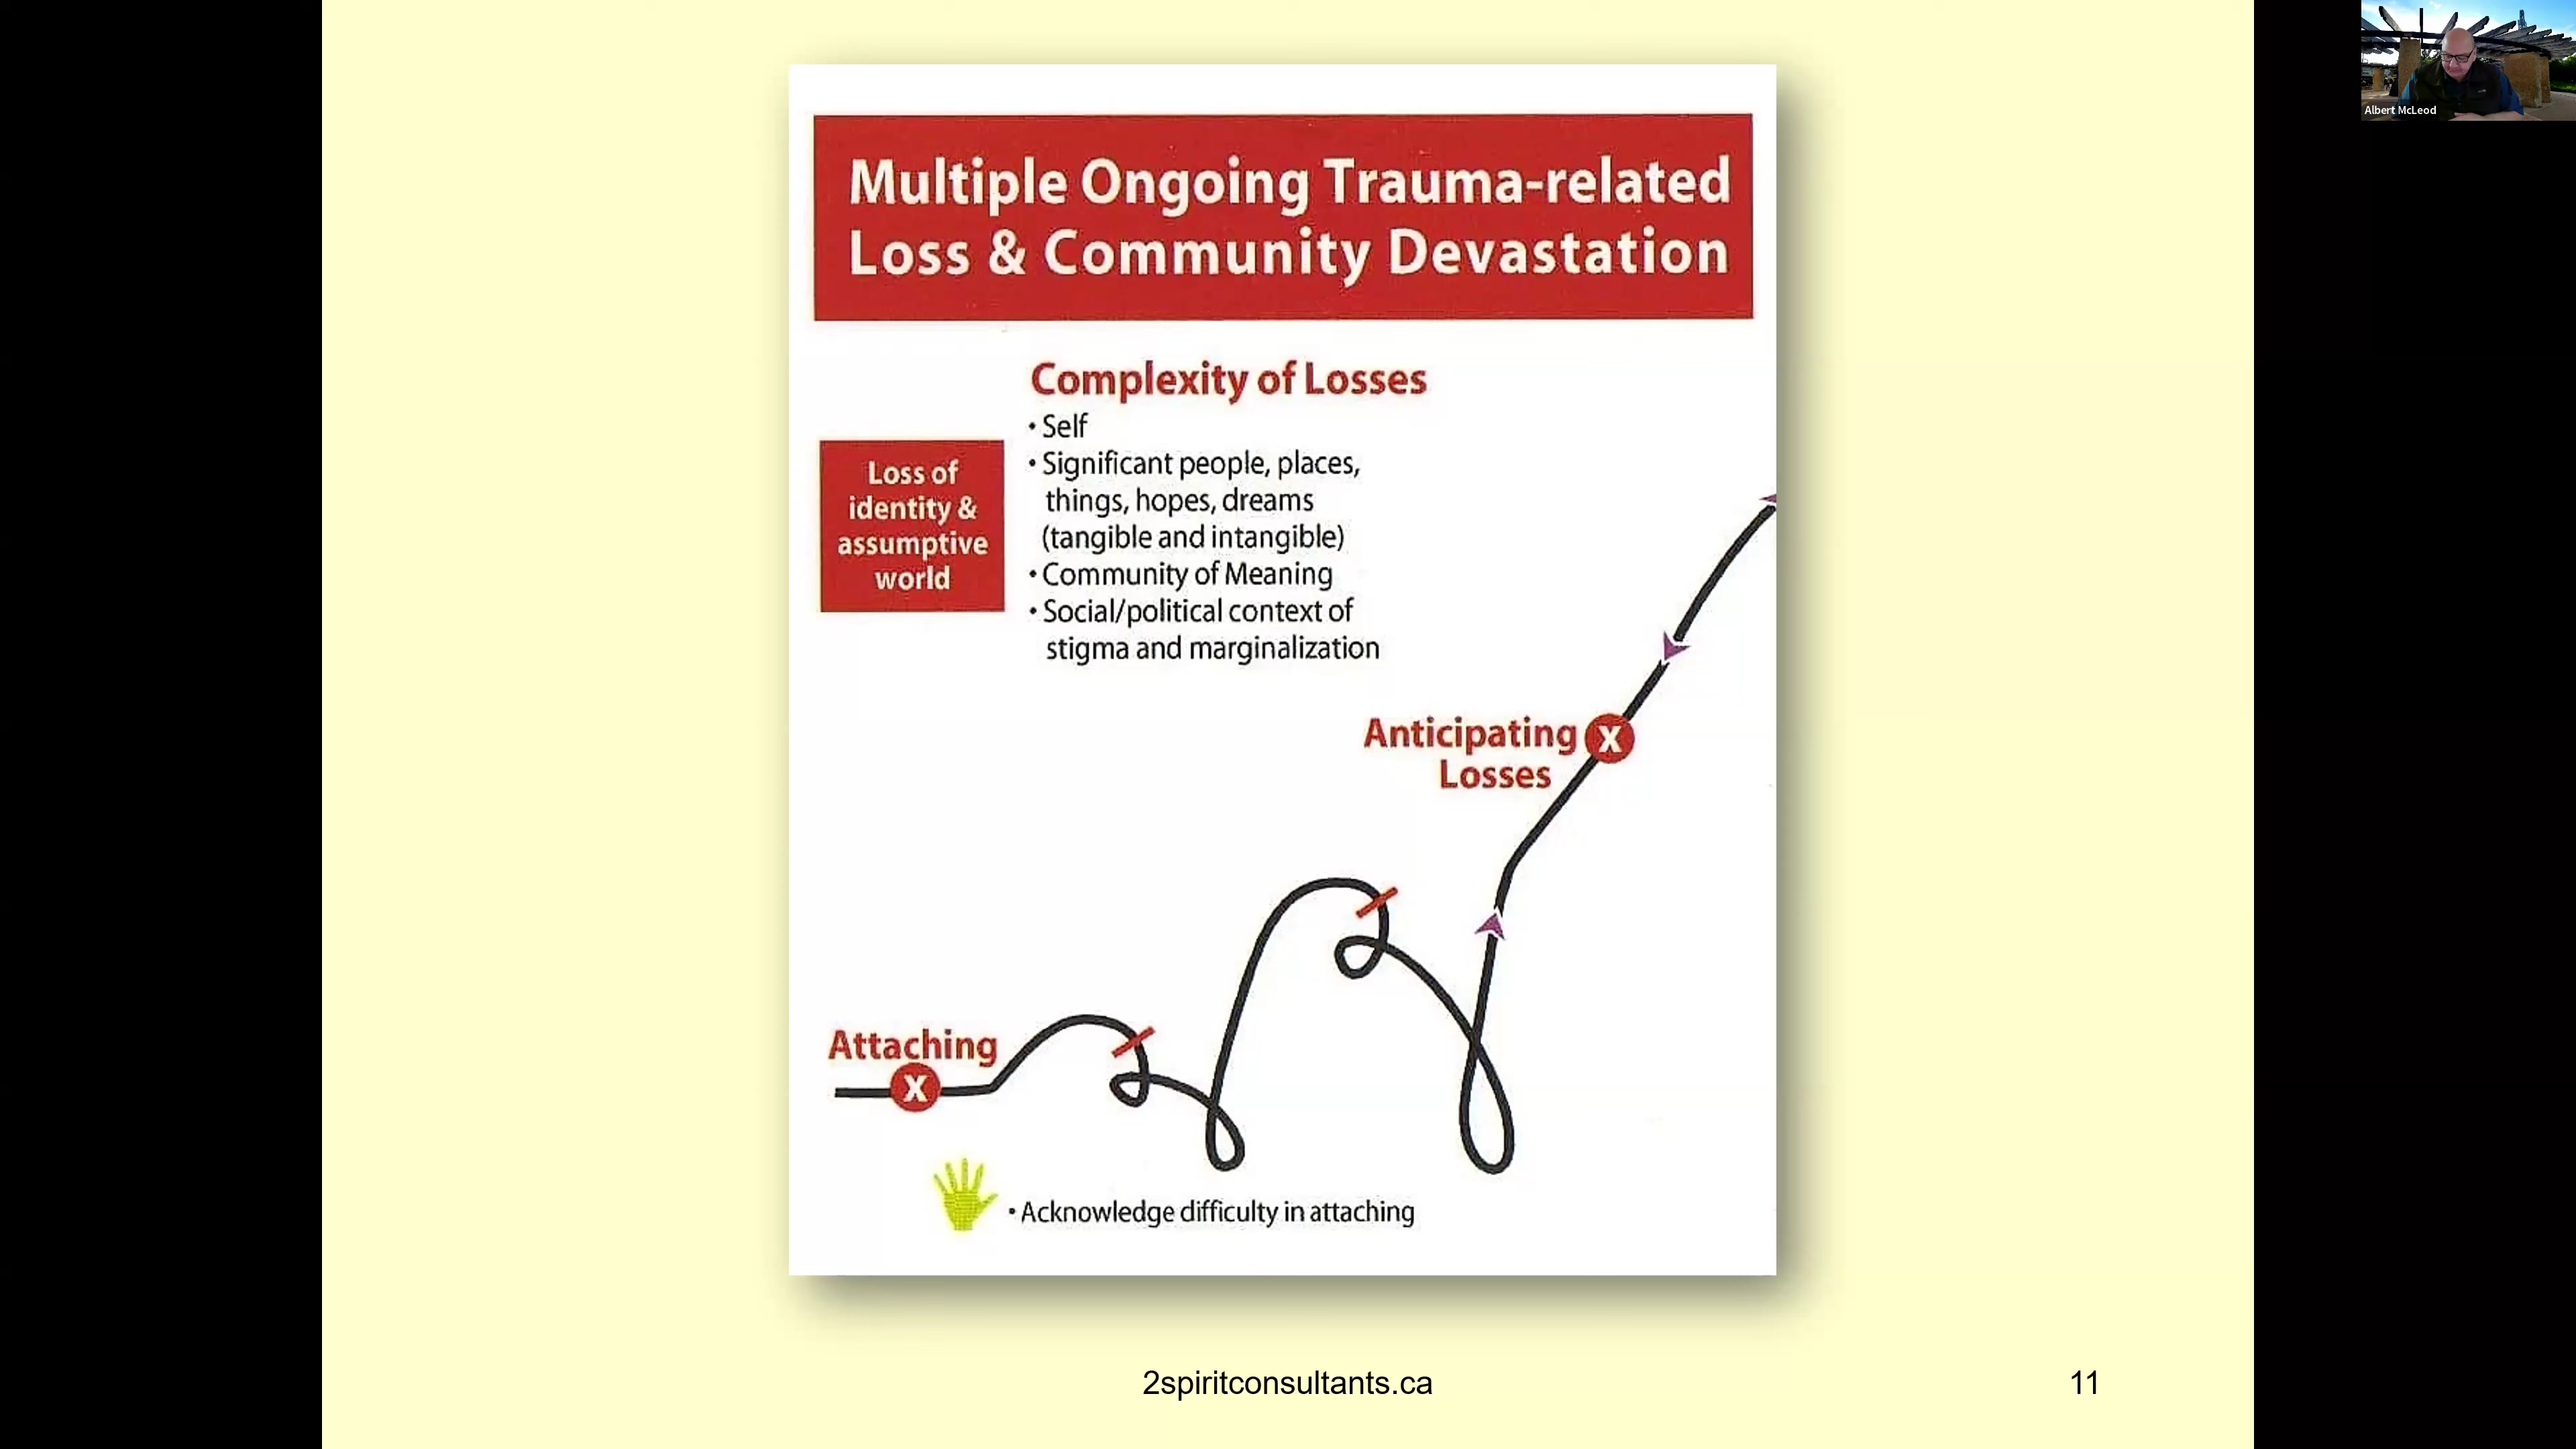 Albert McLeod
Multiple Ongoing Trauma-related
Loss & Community Devastation
Complexity of Losses
• Self
• Significant people, places,
things, hopes, dreams
(tangible and intangible)
• Community of Meaning
• Social/political context of
stigma and marginalization
Loss of
identity &
assumptive
world
Anticipating X
Losses
Attaching
X
• Acknowledge difficulty in attaching
2spiritconsultants.ca
11